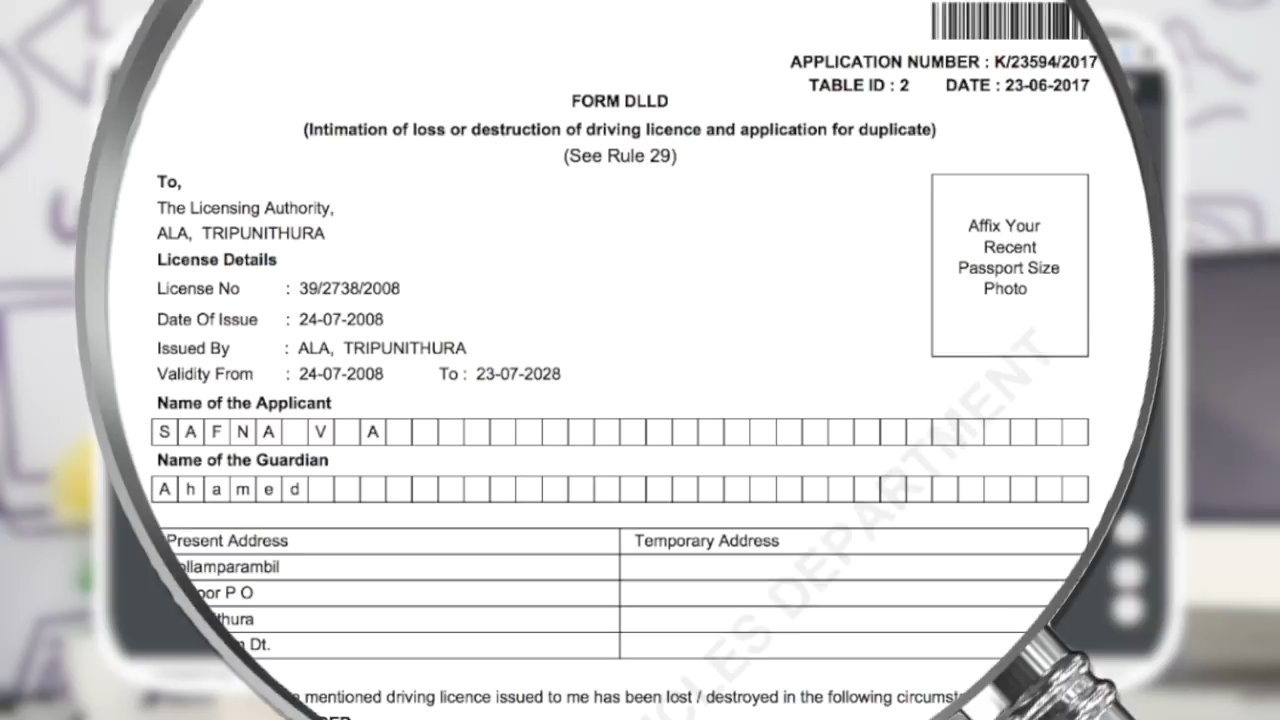 APPLICATION NUMBER : K/23594/2017
TABLE ID : 2 DATE : 23-06-2017
FORM DLLD
(Intimation of loss or destruction of driving licence and application for duplicate)
(See Rule 29)
To,
The Licensing Authority,
ALA, TRIPUNITHURA
Affix Your
Recent
Passport Size
Photo
License Details
License No : 39/2738/2008
Date Of Issue : 24-07-2008
Issued By : ALA, TRIPUNITHURA
Validity From : 24-07-2008 To : 23-07-2028
Name of the Applicant
SAFNA V A
Name of the Guardian
Ahamed
Present Address Temporary Address
ollamparambil
oor P O
thura
Dt.
mentioned driving licence issued to me has been lost / destroyed in the following
DEPARTMENT